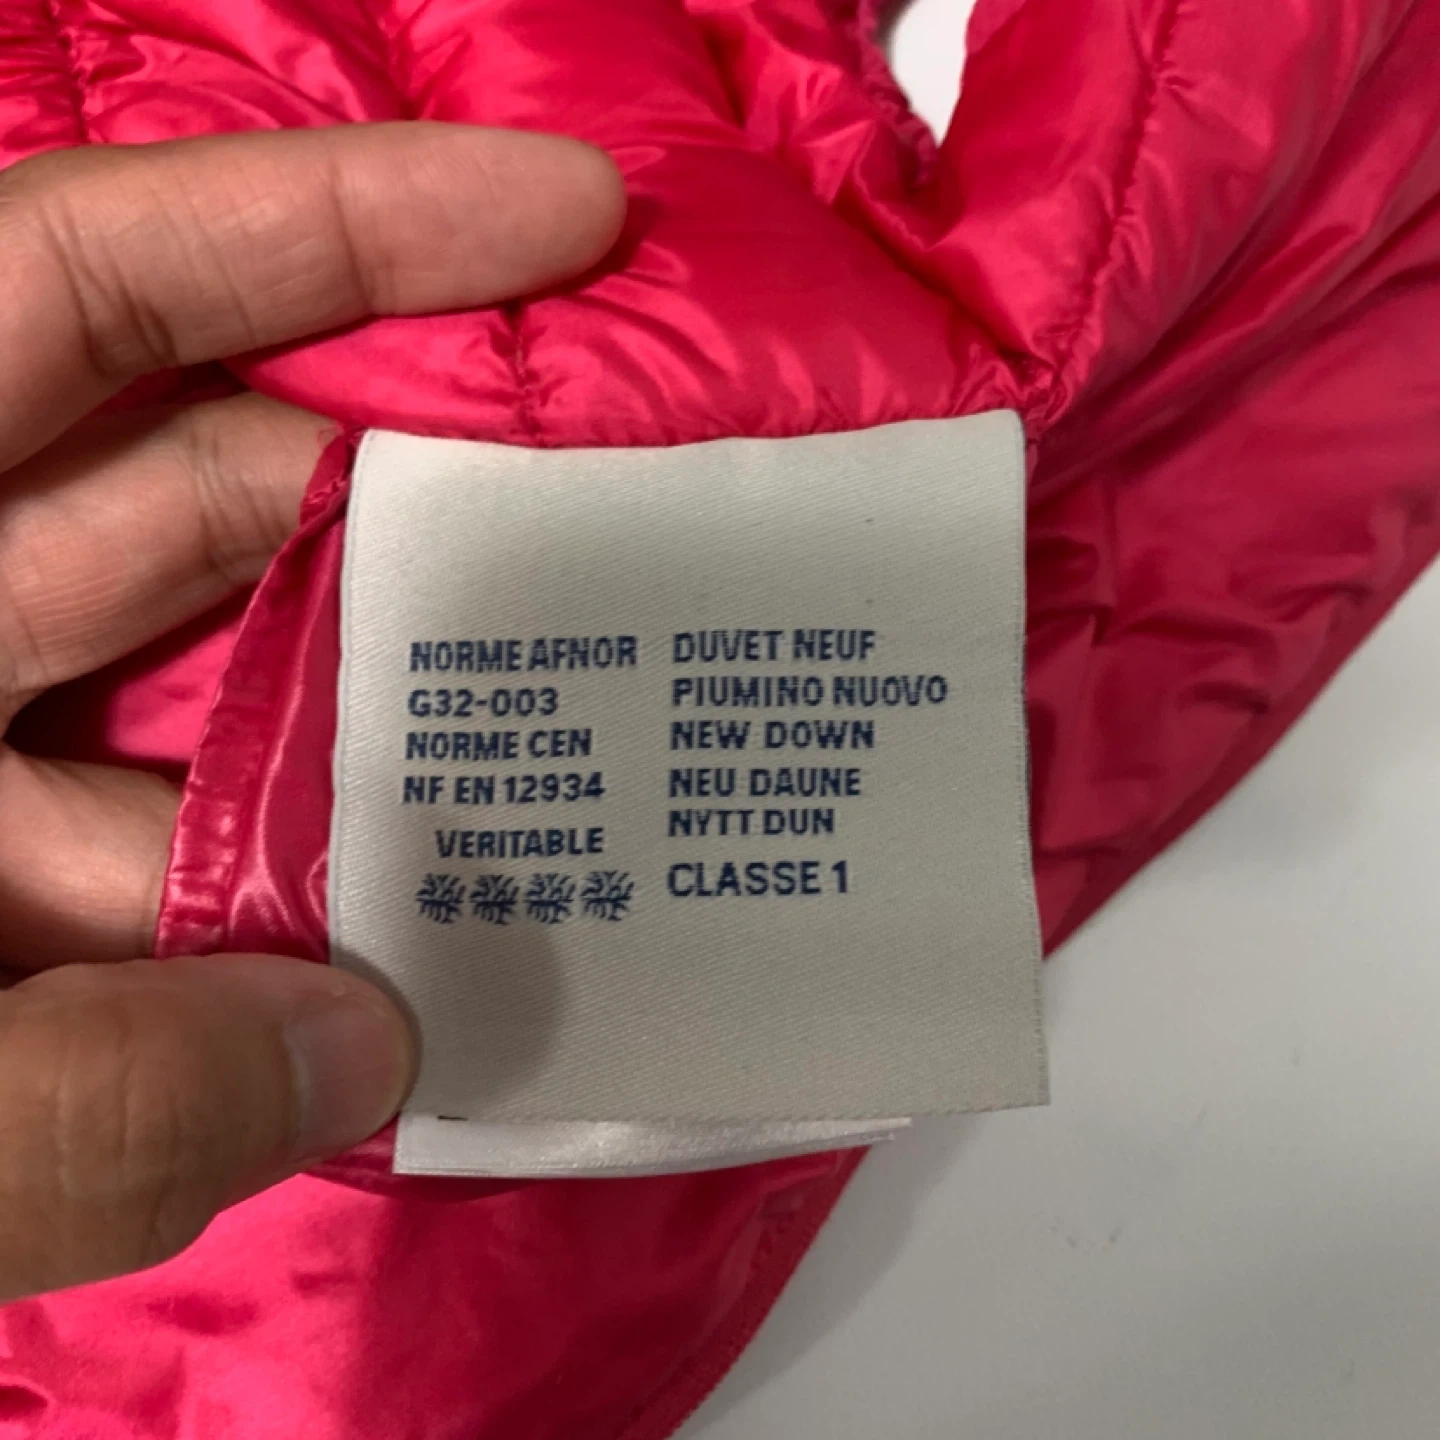 NORME AFNOR
G32-003
NORME CEN
NF EN 12934
VERITABLE
DUVET NEUF
PIUMINO NUOVO
NEW DOWN
NEU DAUNE
NYTT DUN
CLASSE 1